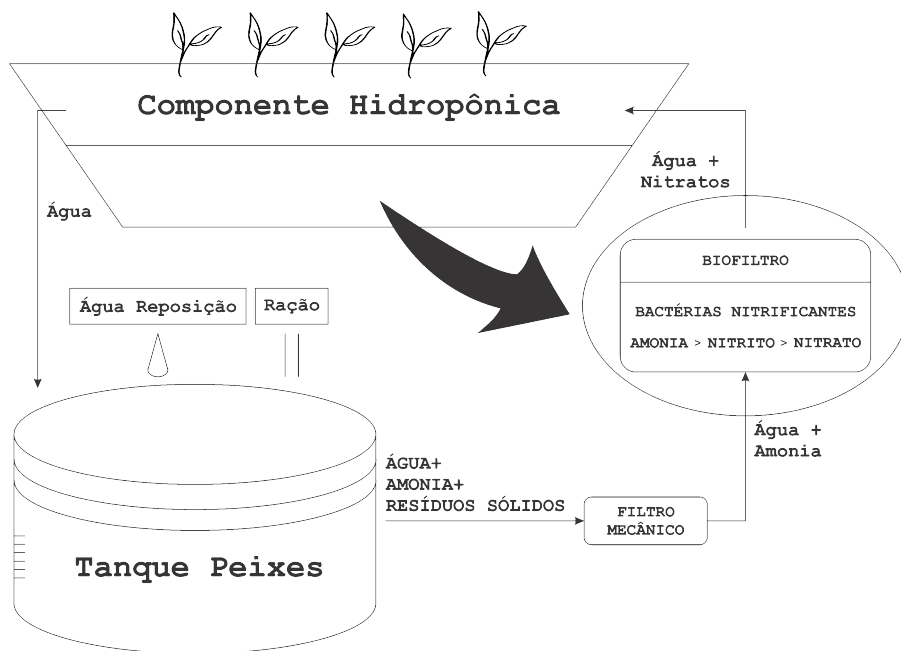 Componente Hidropônica
Água +
Nitratos
Água
BIOFILTRO
BACTÉRIAS NITRIFICANTES
AMONIA > NITRITO > NITRATO
Água Reposição
Ração
Água +
Amonia
ÁGUA+
AMONIA+
RESÍDUOS SÓLIDOS
FILTRO
MECÂNICO
Tanque Peixes